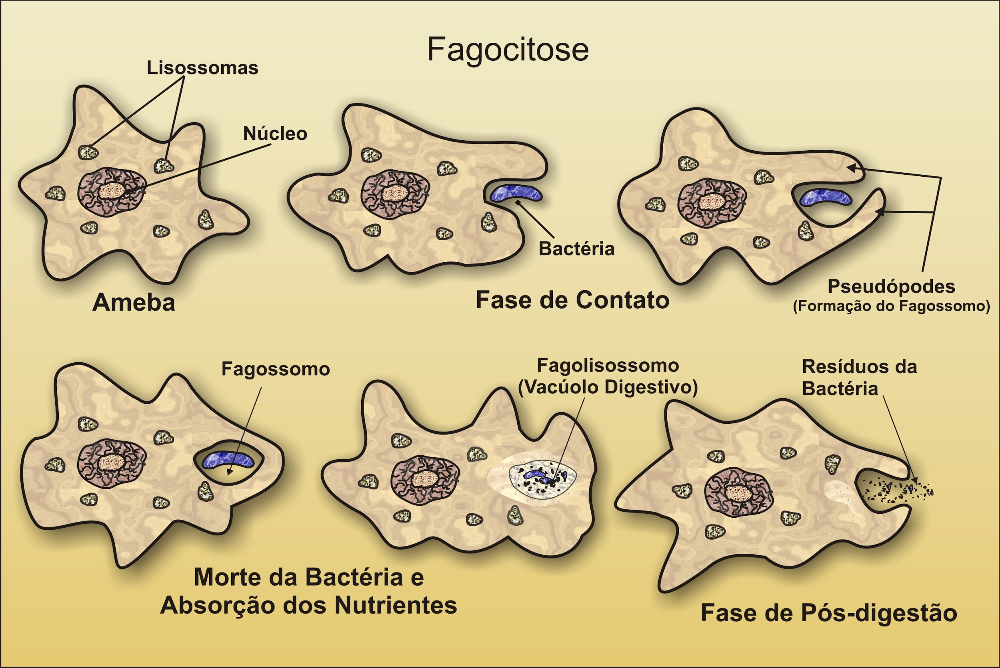 Fagocitose
Lisossomas
Núcleo
Bactéria
Ameba
Fase de Contato
Pseudópodes
(Formação do Fagossomo)
Fagossomo
Fagolisossomo
(Vacúolo Digestivo)
Resíduos da
Bactéria
Morte da Bactéria e
Absorção dos Nutrientes
Fase de Pós-digestão